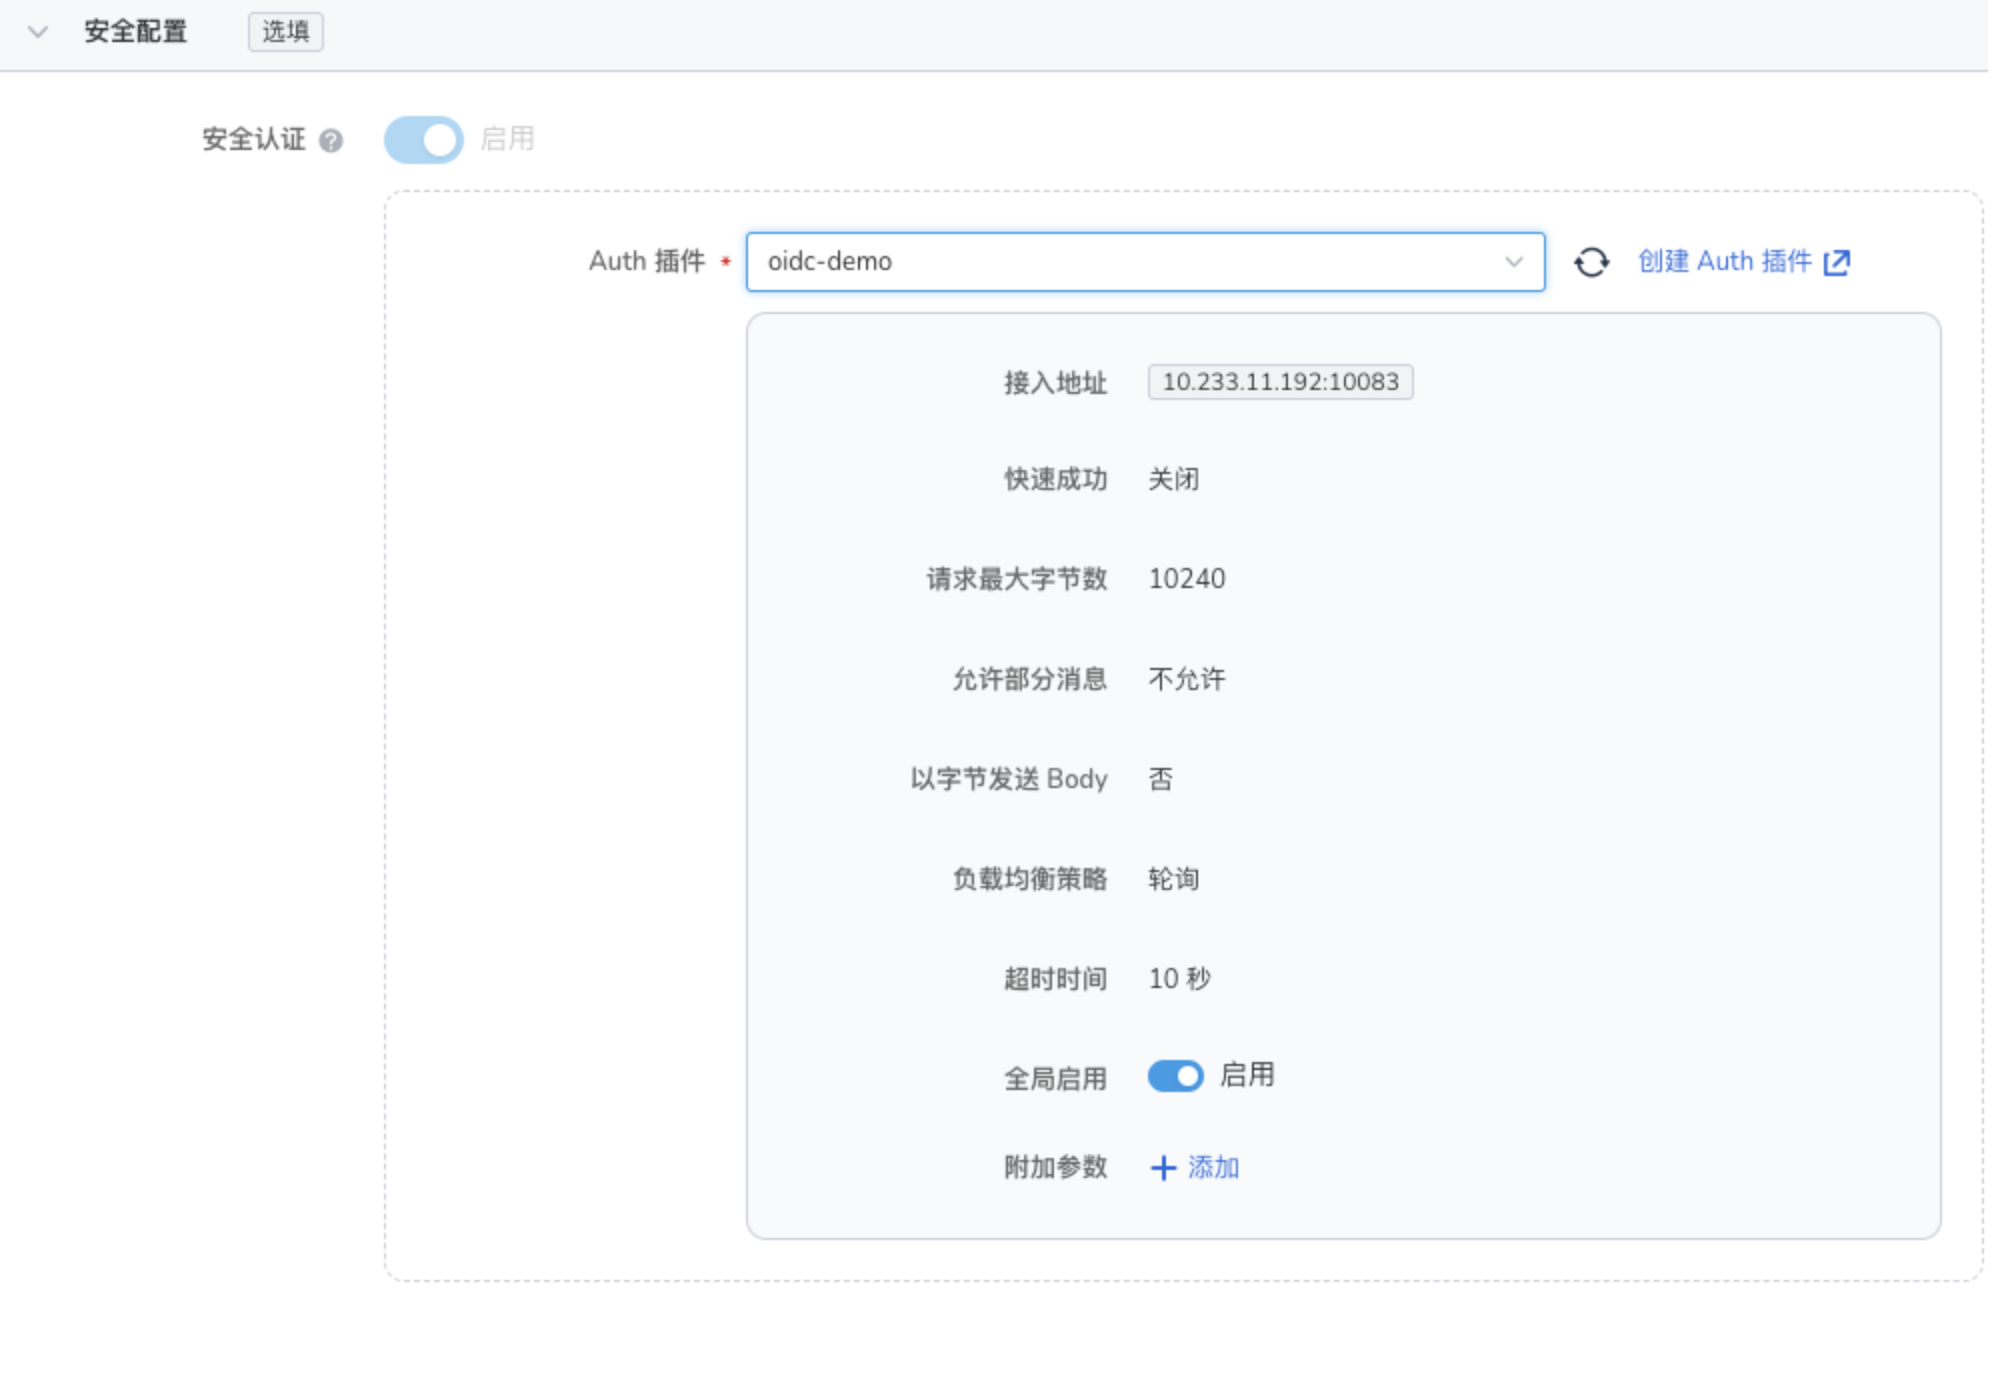 安全配置 选填
安全认证 ? 启用
Auth 插件 * oidc-demo 创建 Auth 插件
接入地址 10.233.11.192:10083
快速成功 关闭
请求最大字节数 10240
允许部分消息 不允许
以字节发送 Body 否
负载均衡策略 轮询
超时时间 10 秒
全局启用 启用
附加参数 + 添加